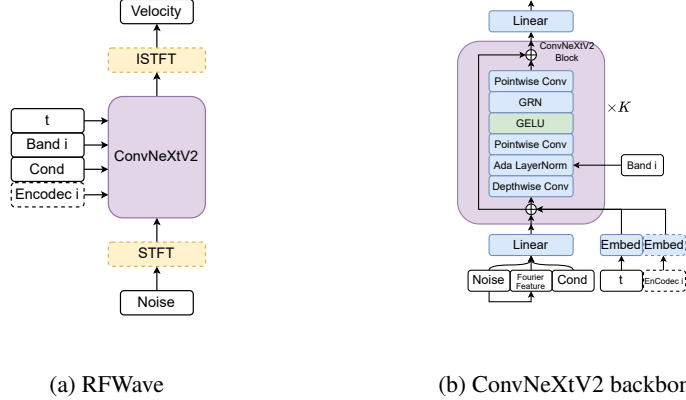 Velocity
ISTFT
t
Band i
Cond
Encodec i
ConvNeXtV2
STFT
Noise
(a) RFWave
Linear
ConvNeXtV2
Block
Pointwise Conv
GRN
GELU
Pointwise Conv
Ada LayerNorm
Depthwise Conv
×K
Band i
Linear
Embed
Embed
Noise
Fourier
Feature
Cond
t
EnCodec i
(b) ConvNeXtV2 backbon